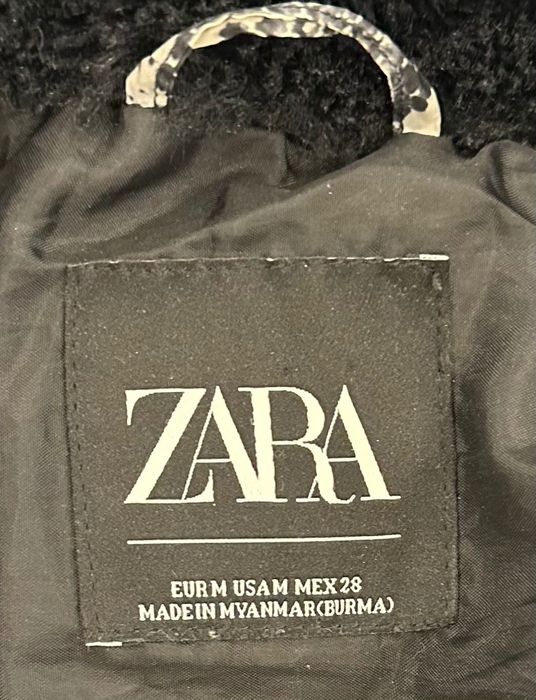 ZARA
EUR M USA M MEX 28
MADE IN MYANMAR (BURMA)